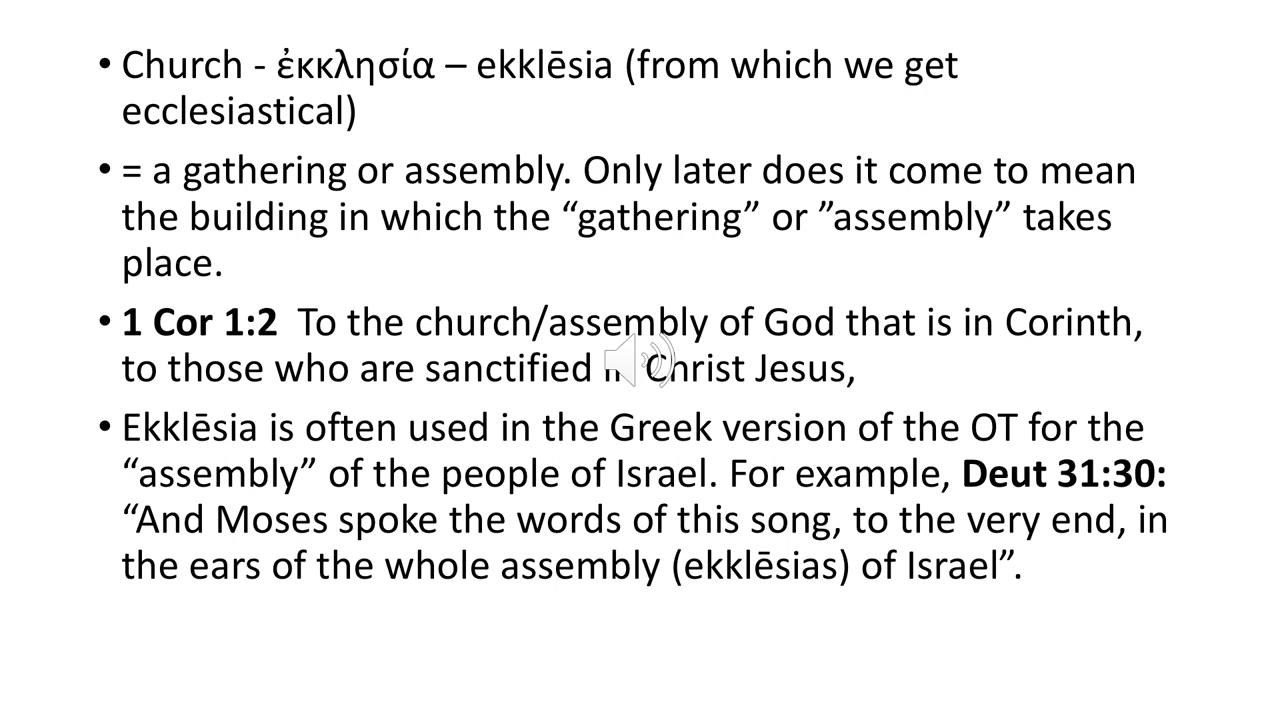 • Church - ἐκκλησία – ekklēsia (from which we get
ecclesiastical)
• = a gathering or assembly. Only later does it come to mean
the building in which the “gathering” or ”assembly” takes
place.
• 1 Cor 1:2  To the church/assembly of God that is in Corinth,
to those who are sanctified in Christ Jesus,
• Ekklēsia is often used in the Greek version of the OT for the
“assembly” of the people of Israel. For example, Deut 31:30:
“And Moses spoke the words of this song, to the very end, in
the ears of the whole assembly (ekklēsias) of Israel”.